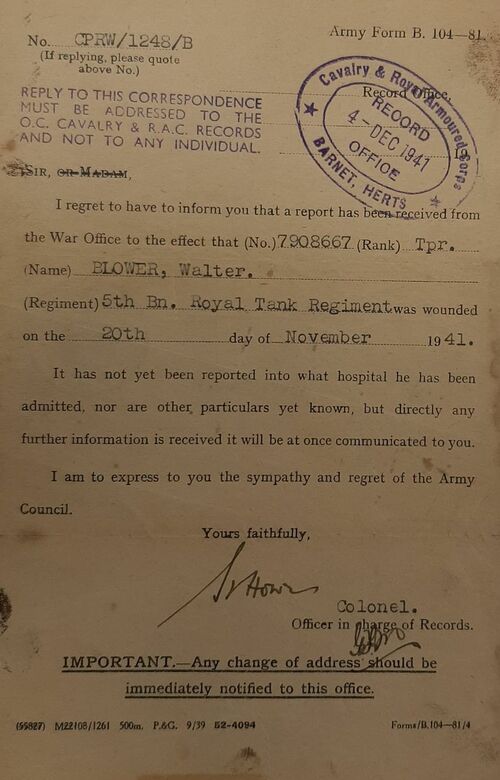 Army Form B. 104—81.
No. CPRW/1248/B
(If replying, please quote
above No.)
Record Office,
Cavalry & Royal Armoured Corps
RECORD
4 - DEC 1941
OFFICE
BARNET, HERTS
REPLY TO THIS CORRESPONDENCE
MUST BE ADDRESSED TO THE
O.C. CAVALRY & R.A.C. RECORDS
AND NOT TO ANY INDIVIDUAL.
19
SIR, OR MADAM,
I regret to have to inform you that a report has been received from
the War Office to the effect that (No.) 7908667 (Rank) Tpr.
(Name) BLOWER, Walter.
(Regiment) 5th Bn. Royal Tank Regiment was wounded
on the 20th day of November 1941.
It has not yet been reported into what hospital he has been
admitted, nor are other particulars yet known, but directly any
further information is received it will be at once communicated to you.
I am to express to you the sympathy and regret of the Army
Council.
Yours faithfully,
Colonel.
Officer in charge of Records.
IMPORTANT.—Any change of address should be
immediately notified to this office.
(55827) M22108/1261 500m. P.&G. 9/39 52-4094 Forms/B.104—81/4